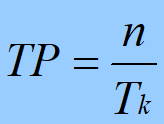 TP = n / T_k